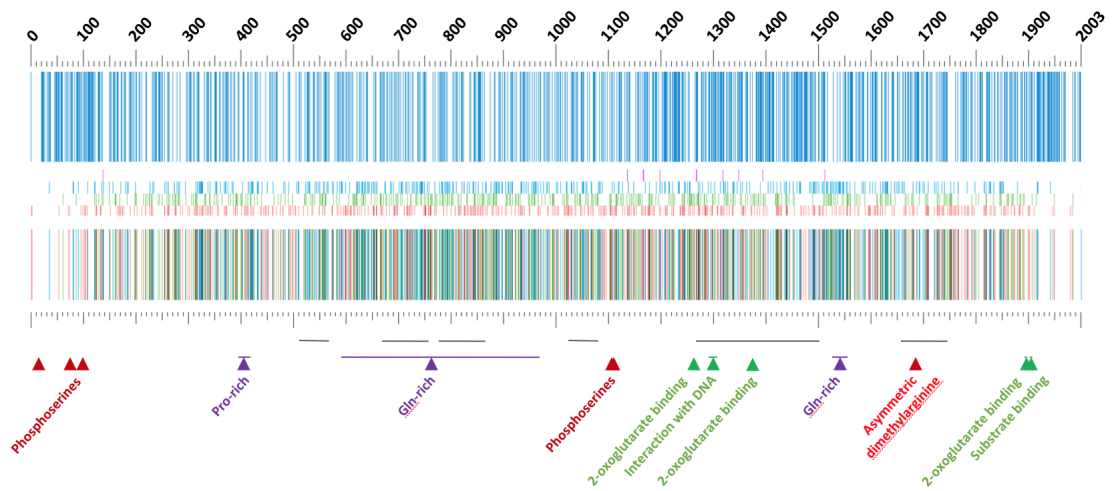 0 100 200 300 400 500 600 700 800 900 1000 1100 1200 1300 1400 1500 1600 1700 1800 1900 2003
Phosphoserines
Pro-rich
Gln-rich
Phosphoserines
2-oxoglutarate binding
Interaction with DNA
2-oxoglutarate binding
Gln-rich
Asymmetric
dimethylarginine
2-oxoglutarate binding
Substrate binding